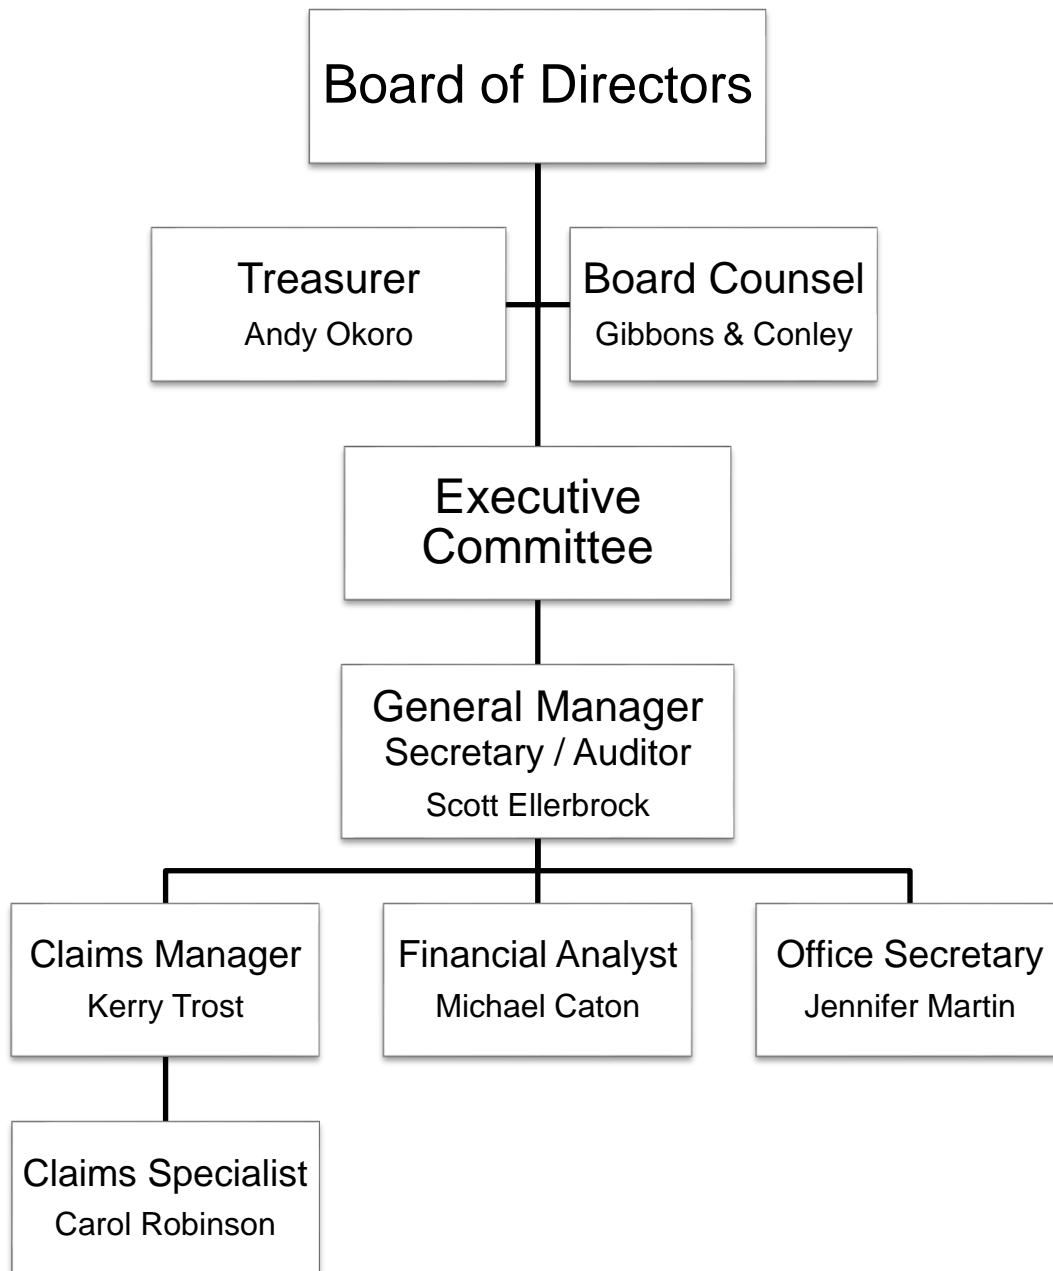 Board of Directors
Treasurer
Andy Okoro
Board Counsel
Gibbons & Conley
Executive
Committee
General Manager
Secretary / Auditor
Scott Ellerbrock
Claims Manager
Kerry Trost
Financial Analyst
Michael Caton
Office Secretary
Jennifer Martin
Claims Specialist
Carol Robinson